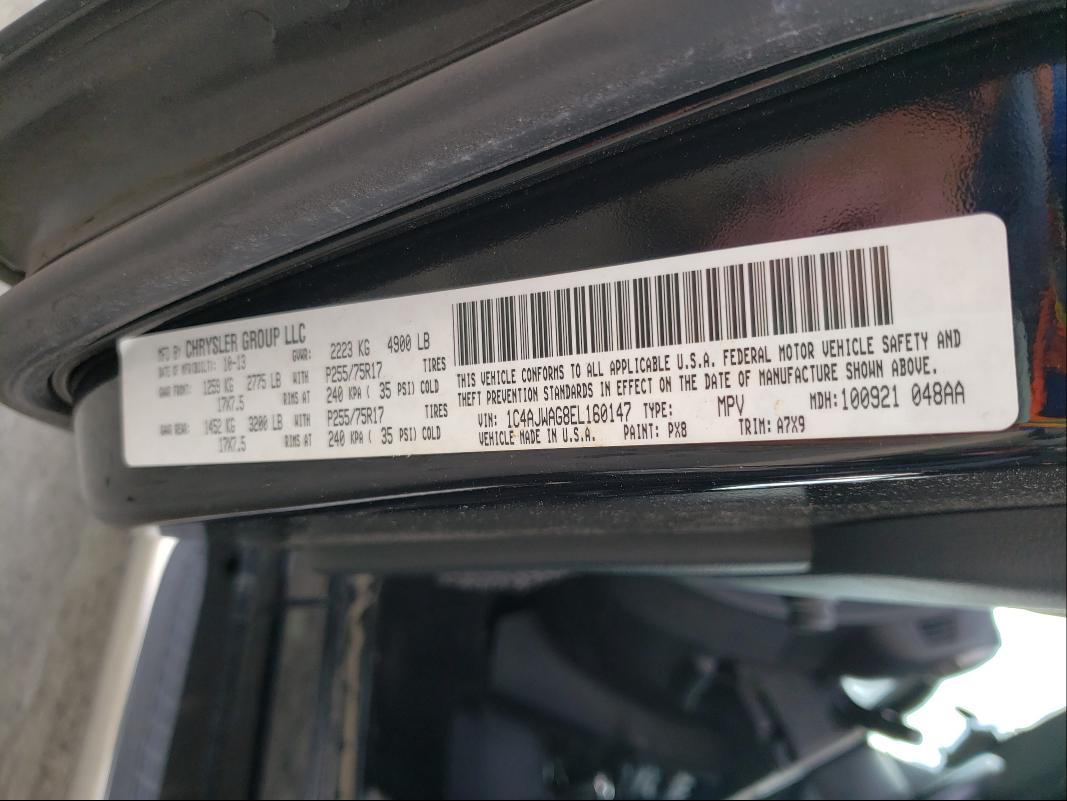 MFD BY CHRYSLER GROUP LLC
DATE OF MFR(BUILT): 10-13 GVWR: 2223 KG 4900 LB
GAWR FRONT: 1259 KG 2775 LB WITH P255/75R17 TIRES
17X7.5 RIMS AT 240 KPA ( 35 PSI) COLD
GAWR REAR: 1452 KG 3200 LB WITH P255/75R17 TIRES
17X7.5 RIMS AT 240 KPA ( 35 PSI) COLD
THIS VEHICLE CONFORMS TO ALL APPLICABLE U.S.A. FEDERAL MOTOR VEHICLE SAFETY AND
THEFT PREVENTION STANDARDS IN EFFECT ON THE DATE OF MANUFACTURE SHOWN ABOVE.
VIN: 1C4AJWAG8EL160147 TYPE: MPV MDH:100921 048AA
VEHICLE MADE IN U.S.A. PAINT: PX8 TRIM: A7X9